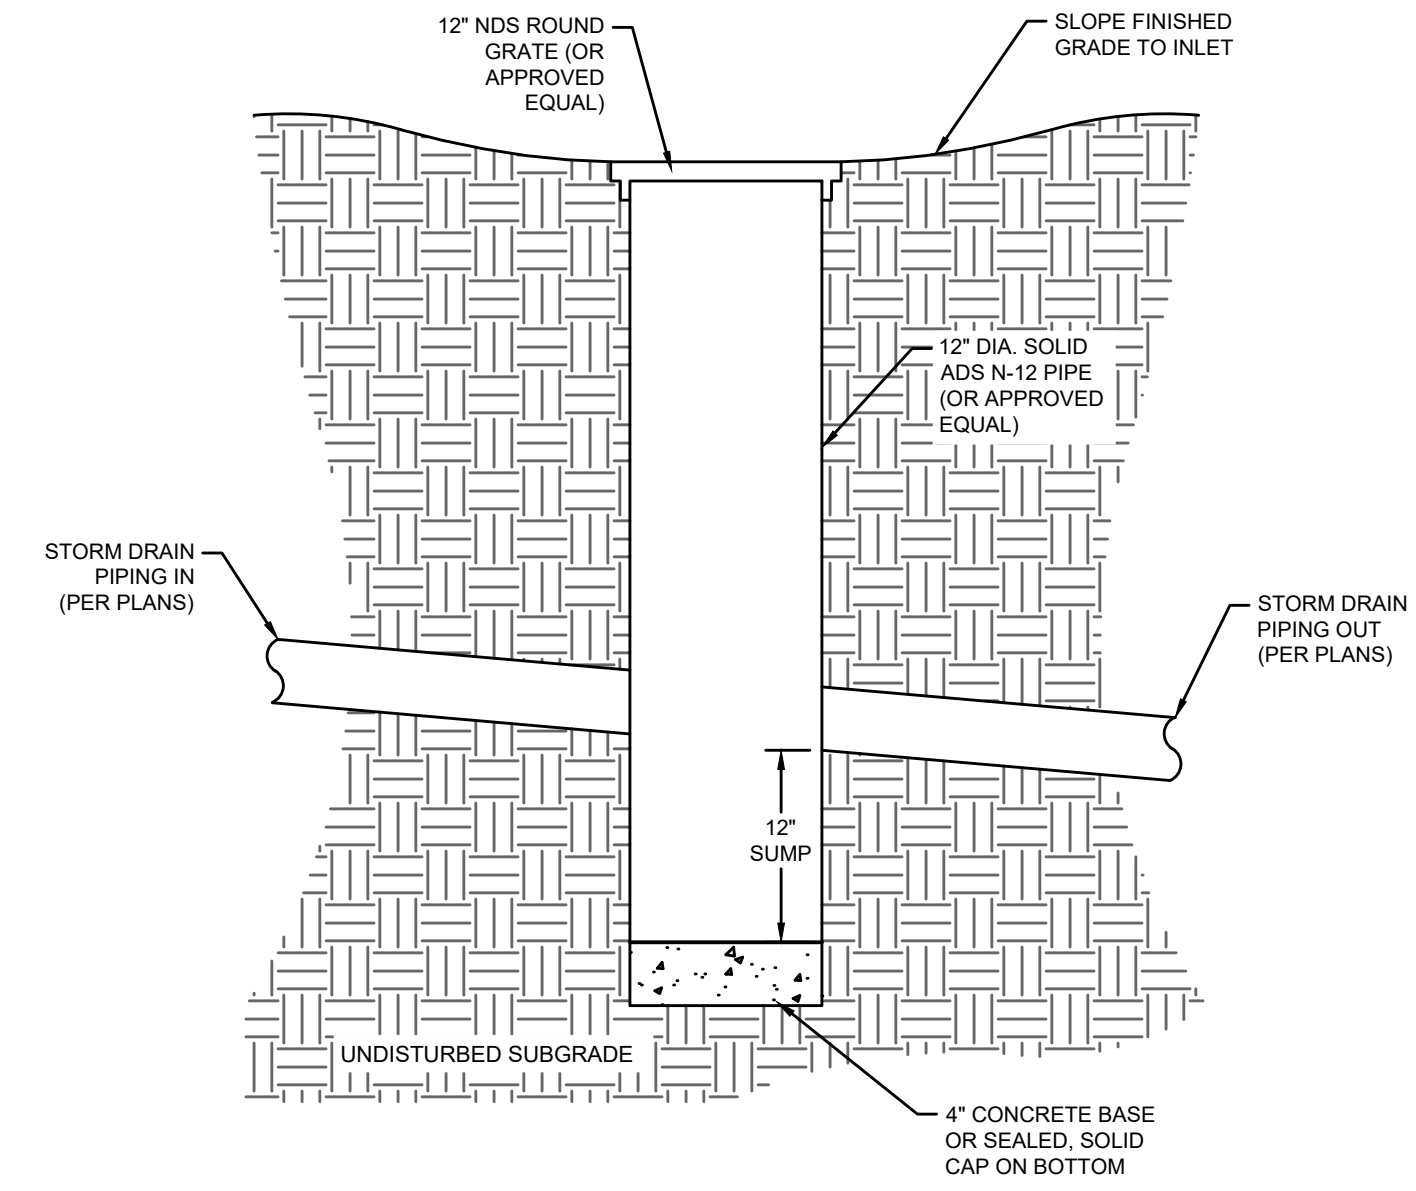 12" NDS ROUND
GRATE (OR
APPROVED
EQUAL)
SLOPE FINISHED
GRADE TO INLET
12" DIA. SOLID
ADS N-12 PIPE
(OR APPROVED
EQUAL)
STORM DRAIN
PIPING IN
(PER PLANS)
STORM DRAIN
PIPING OUT
(PER PLANS)
12"
SUMP
UNDISTURBED SUBGRADE
4" CONCRETE BASE
OR SEALED, SOLID
CAP ON BOTTOM